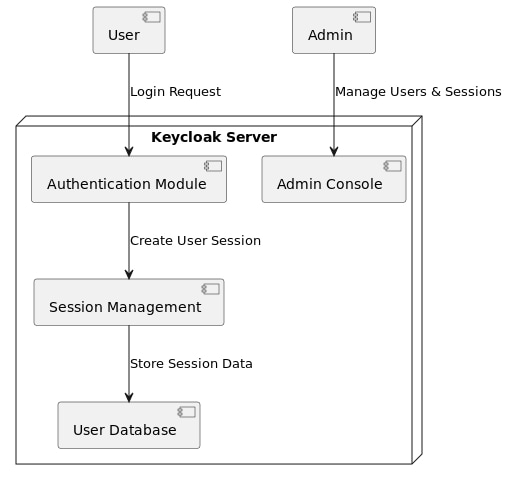 User
Admin
Login Request
Manage Users & Sessions
Keycloak Server
Authentication Module
Admin Console
Create User Session
Session Management
Store Session Data
User Database